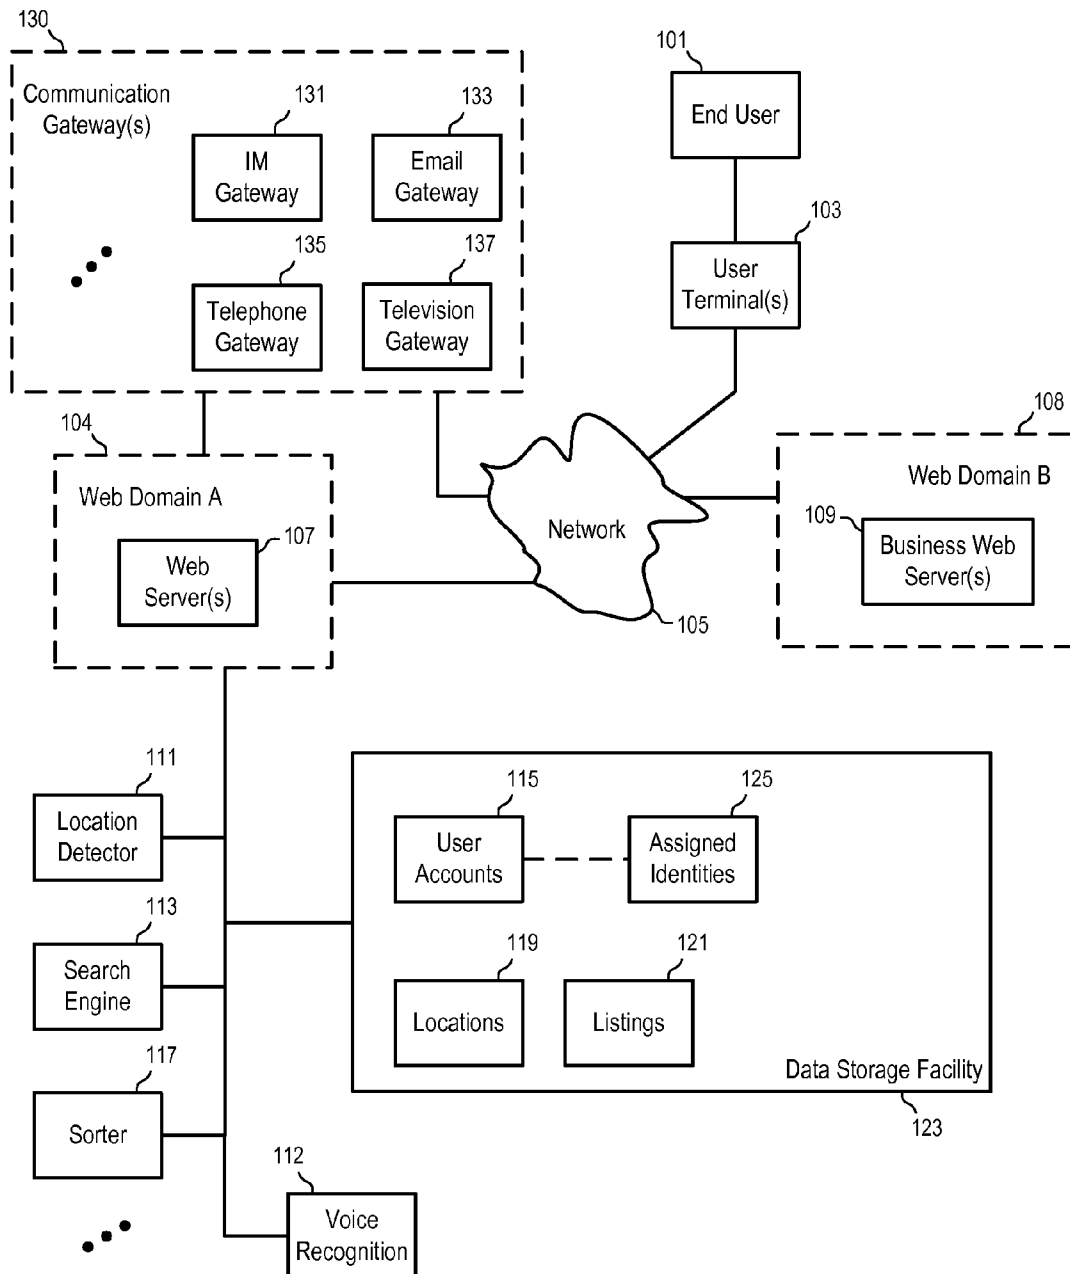 130
Communication
Gateway(s)
131
IM
Gateway
133
Email
Gateway
135
Telephone
Gateway
137
Television
Gateway
101
End User
103
User
Terminal(s)
104
Web Domain A
107
Web
Server(s)
Network
105
108
Web Domain B
109
Business Web
Server(s)
111
Location
Detector
113
Search
Engine
117
Sorter
112
Voice
Recognition
115
User
Accounts
125
Assigned
Identities
119
Locations
121
Listings
Data Storage Facility
123